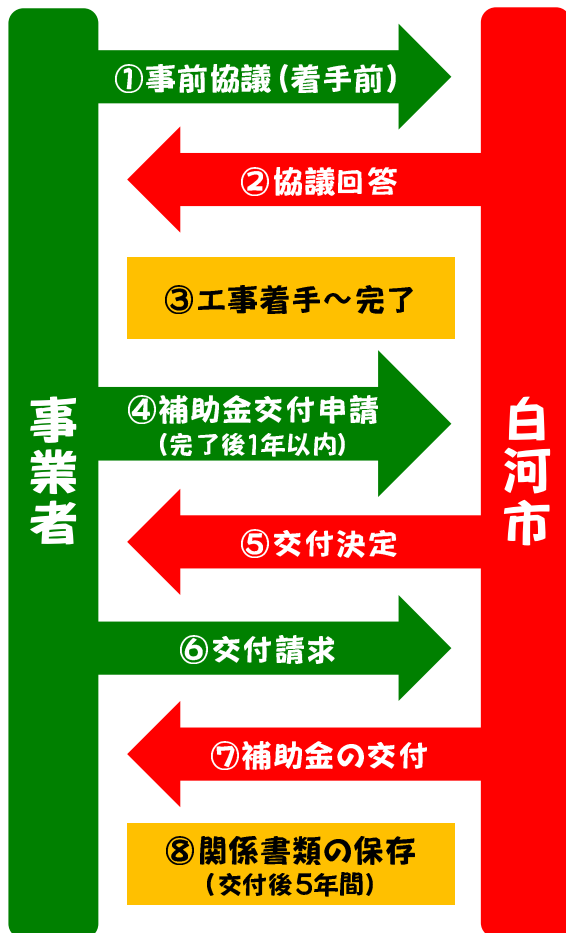 ①事前協議(着手前)
②協議回答
③工事着手～完了
④補助金交付申請
(完了後1年以内)
⑤交付決定
⑥交付請求
⑦補助金の交付
⑧関係書類の保存
(交付後5年間)
事業者
白河市